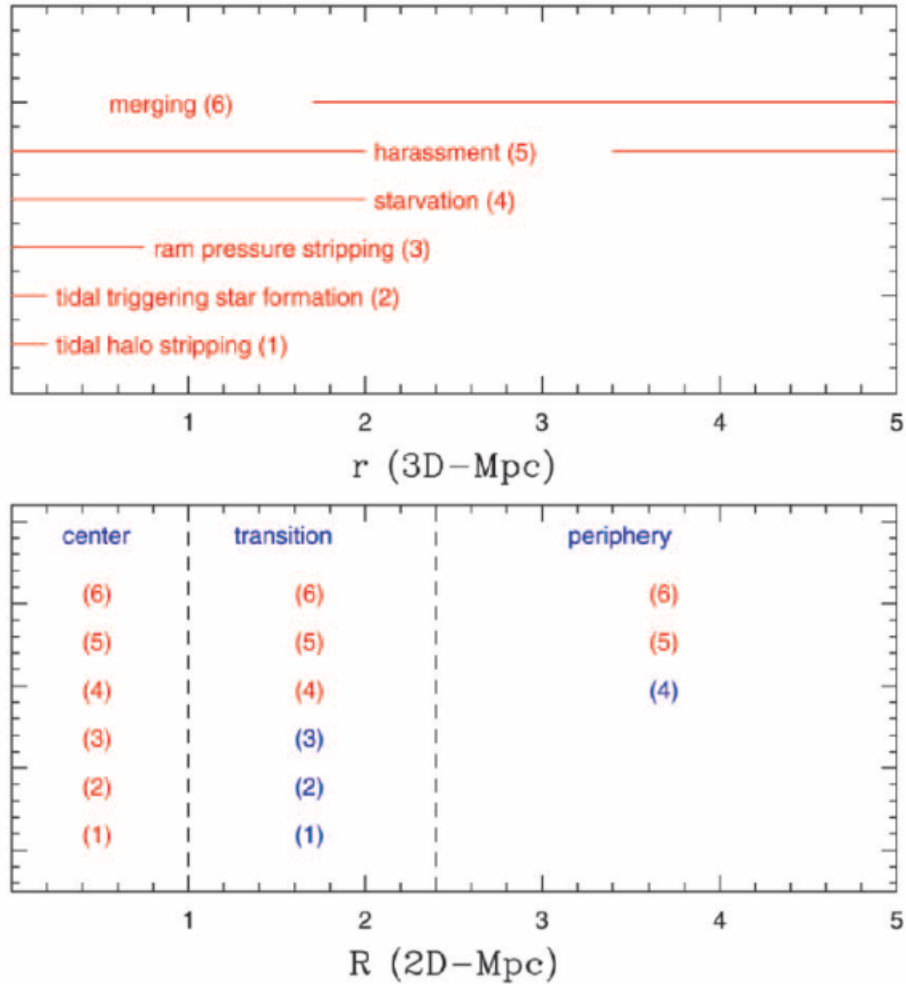 merging (6)
harassment (5)
starvation (4)
ram pressure stripping (3)
tidal triggering star formation (2)
tidal halo stripping (1)
1 2 3 4 5
r (3D-Mpc)
center transition periphery
(6) (6) (6)
(5) (5) (5)
(4) (4) (4)
(3) (3)
(2) (2)
(1) (1)
1 2 3 4 5
R (2D-Mpc)